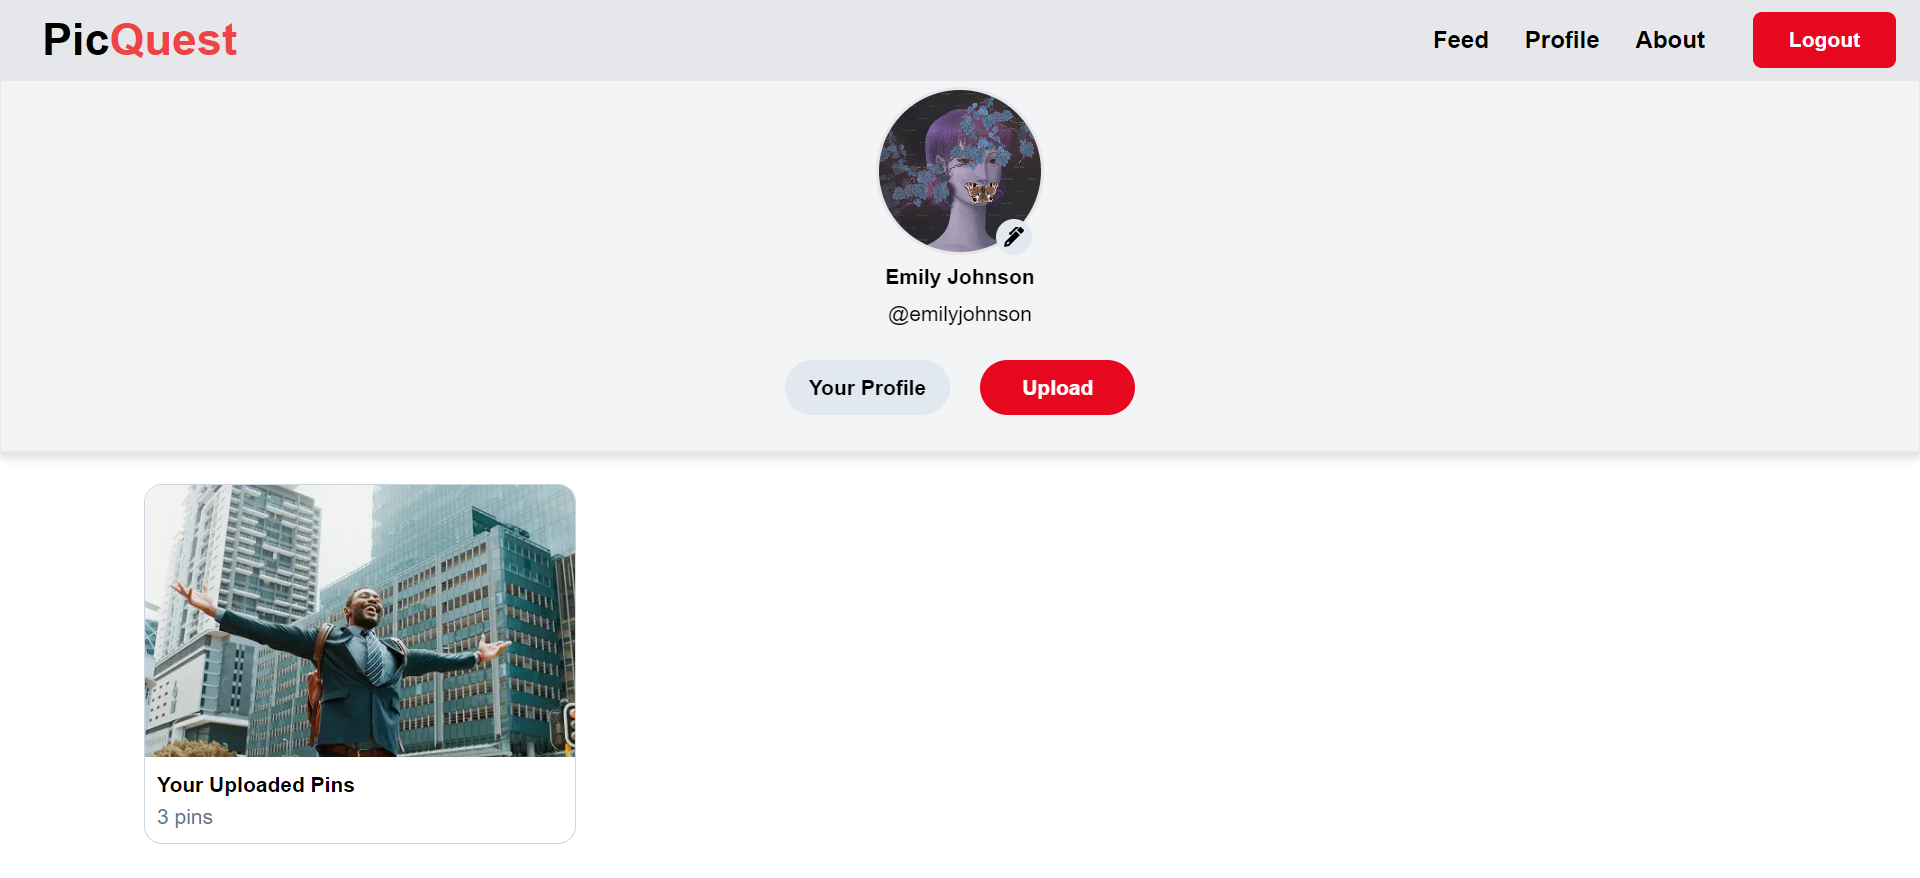 PicQuest
Feed Profile About Logout
Emily Johnson
@emilyjohnson
Your Profile Upload
Your Uploaded Pins
3 pins